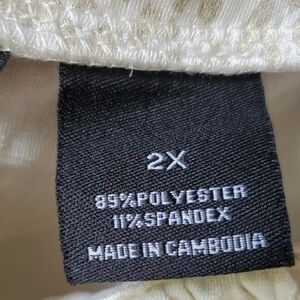 2X
89%POLYESTER
11%SPANDEX
MADE IN CAMBODIA